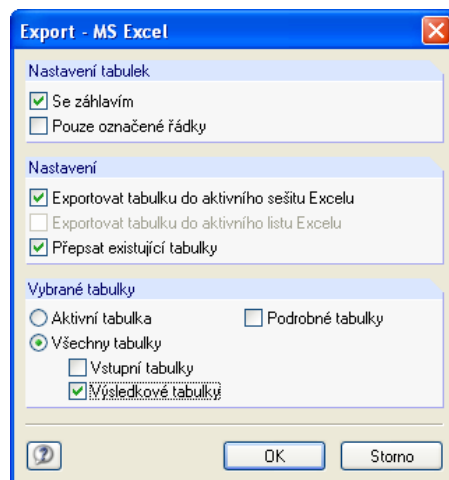 Export - MS Excel
Nastavení tabulek
Se záhlavím
Pouze označené řádky
Nastavení
Exportovat tabulku do aktivního sešitu Excelu
Exportovat tabulku do aktivního listu Excelu
Přepsat existující tabulky
Vybrané tabulky
Aktivní tabulka Podrobné tabulky
Všechny tabulky
Vstupní tabulky
Výsledkové tabulky
OK Storno